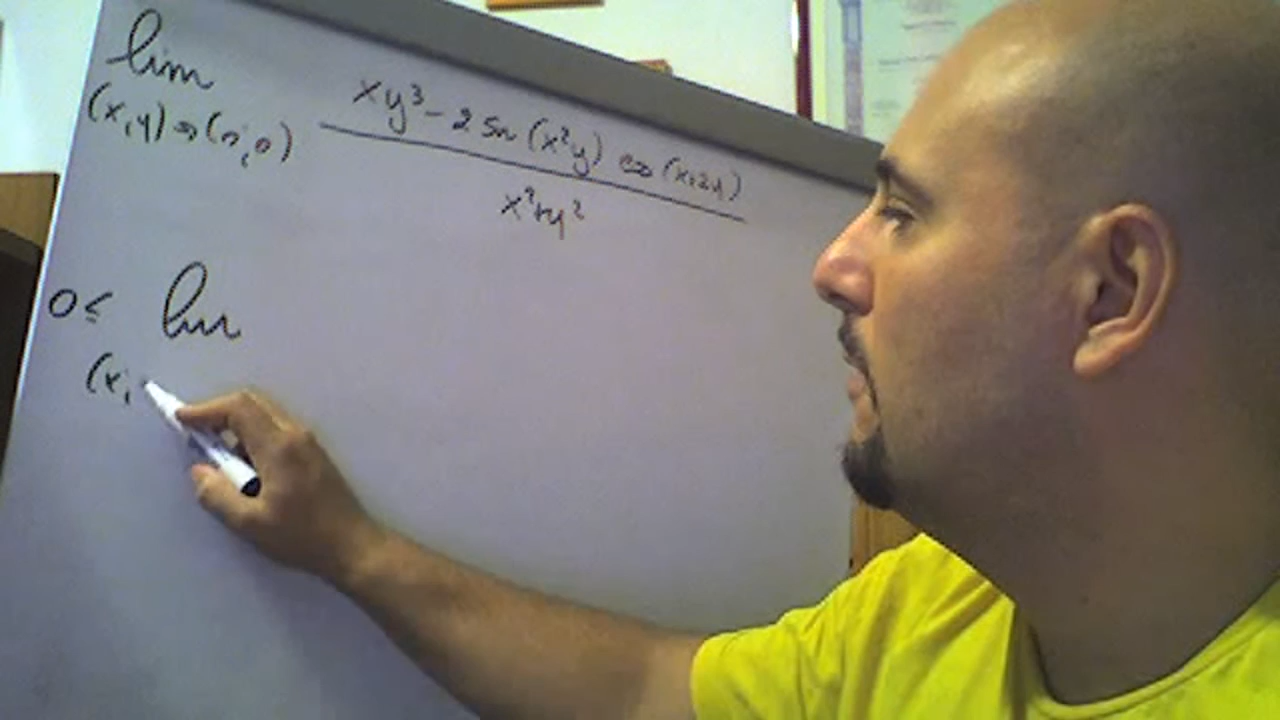 lim
(x,y)→(0,0)
xy³-2 sin (x²y) cos (x+2y)
x²+y²
0≤ lim
(x,